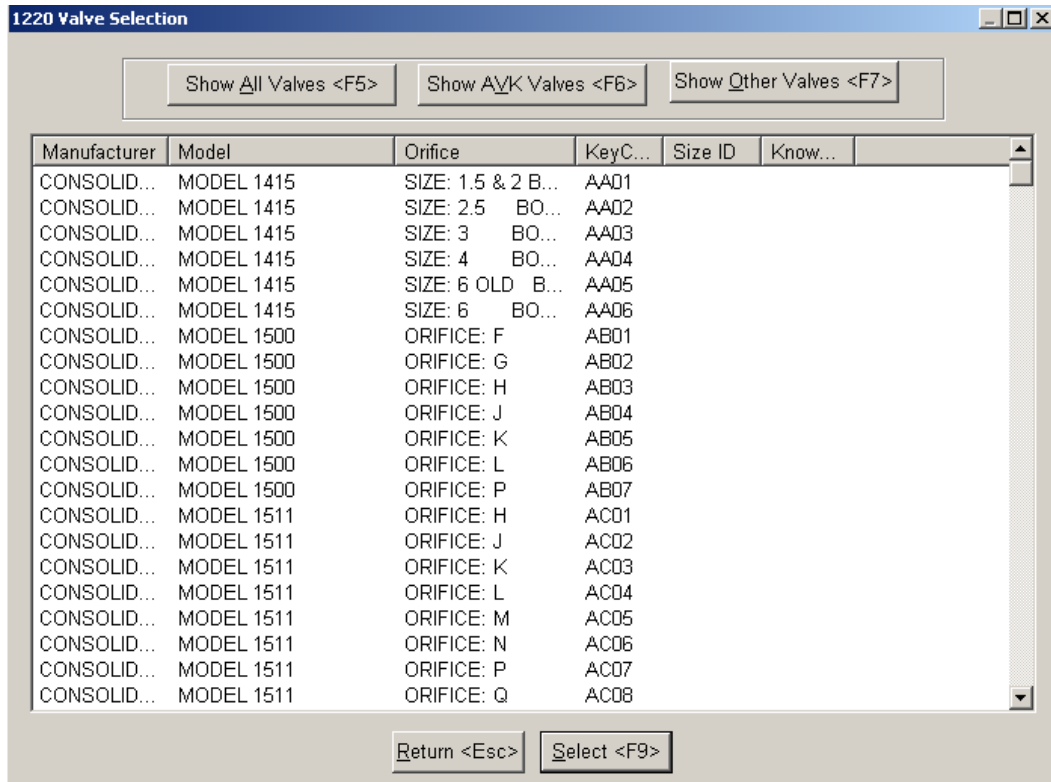 1220 Valve Selection
Show All Valves <F5> Show AVK Valves <F6> Show Other Valves <F7>
Manufacturer Model Orifice KeyC... Size ID Know...
CONSOLID... MODEL 1415 SIZE: 1.5 & 2 B... AA01
CONSOLID... MODEL 1415 SIZE: 2.5 BO... AA02
CONSOLID... MODEL 1415 SIZE: 3 BO... AA03
CONSOLID... MODEL 1415 SIZE: 4 BO... AA04
CONSOLID... MODEL 1415 SIZE: 6 OLD B... AA05
CONSOLID... MODEL 1415 SIZE: 6 BO... AA06
CONSOLID... MODEL 1500 ORIFICE: F AB01
CONSOLID... MODEL 1500 ORIFICE: G AB02
CONSOLID... MODEL 1500 ORIFICE: H AB03
CONSOLID... MODEL 1500 ORIFICE: J AB04
CONSOLID... MODEL 1500 ORIFICE: K AB05
CONSOLID... MODEL 1500 ORIFICE: L AB06
CONSOLID... MODEL 1500 ORIFICE: P AB07
CONSOLID... MODEL 1511 ORIFICE: H AC01
CONSOLID... MODEL 1511 ORIFICE: J AC02
CONSOLID... MODEL 1511 ORIFICE: K AC03
CONSOLID... MODEL 1511 ORIFICE: L AC04
CONSOLID... MODEL 1511 ORIFICE: M AC05
CONSOLID... MODEL 1511 ORIFICE: N AC06
CONSOLID... MODEL 1511 ORIFICE: P AC07
CONSOLID... MODEL 1511 ORIFICE: Q AC08
Return <Esc> Select <F9>